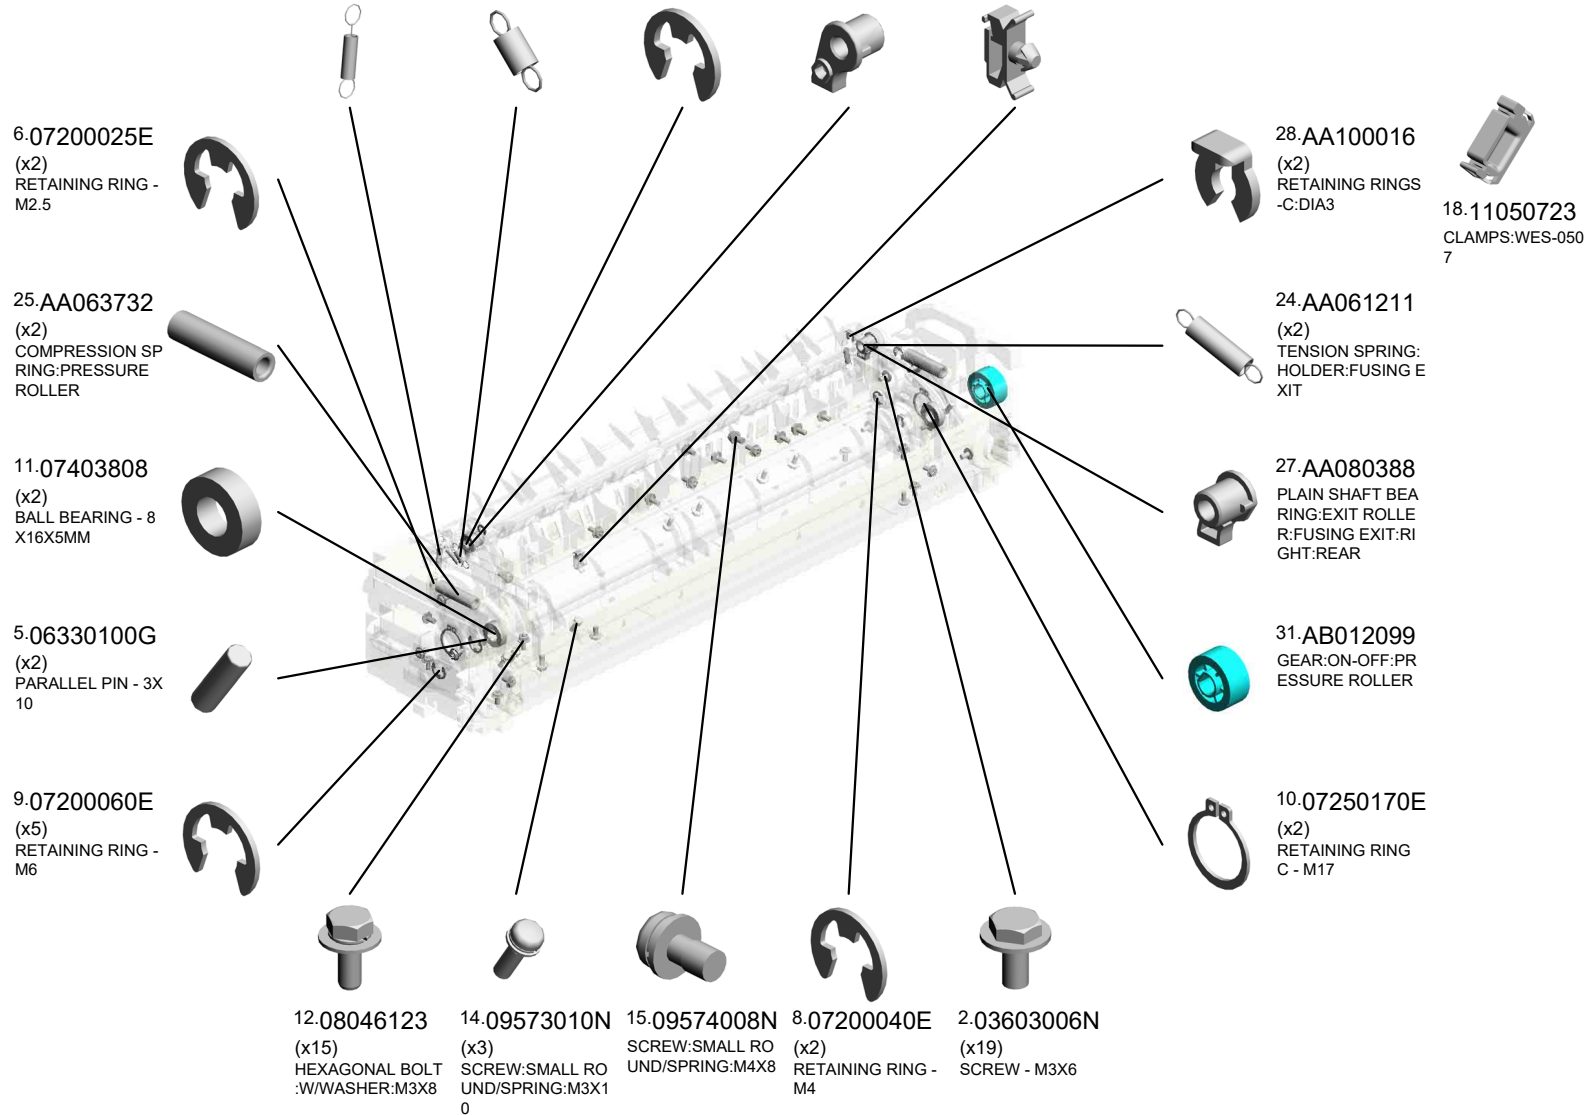 6.07200025E
(x2)
RETAINING RING -
M2.5
28.AA100016
(x2)
RETAINING RINGS
-C:DIA3
18.11050723
CLAMPS:WES-050
7
25.AA063732
(x2)
COMPRESSION SP
RING:PRESSURE
ROLLER
24.AA061211
(x2)
TENSION SPRING:
HOLDER:FUSING E
XIT
11.07403808
(x2)
BALL BEARING - 8
X16X5MM
27.AA080388
PLAIN SHAFT BEA
RING:EXIT ROLLE
R:FUSING EXIT:RI
GHT:REAR
5.06330100G
(x2)
PARALLEL PIN - 3X
10
31.AB012099
GEAR:ON-OFF:PR
ESSURE ROLLER
9.07200060E
(x5)
RETAINING RING -
M6
10.07250170E
(x2)
RETAINING RING
C - M17
12.08046123
(x15)
HEXAGONAL BOLT
:W/WASHER:M3X8
14.09573010N
(x3)
SCREW:SMALL RO
UND/SPRING:M3X1
0
15.09574008N
SCREW:SMALL RO
UND/SPRING:M4X8
8.07200040E
(x2)
RETAINING RING -
M4
2.03603006N
(x19)
SCREW - M3X6